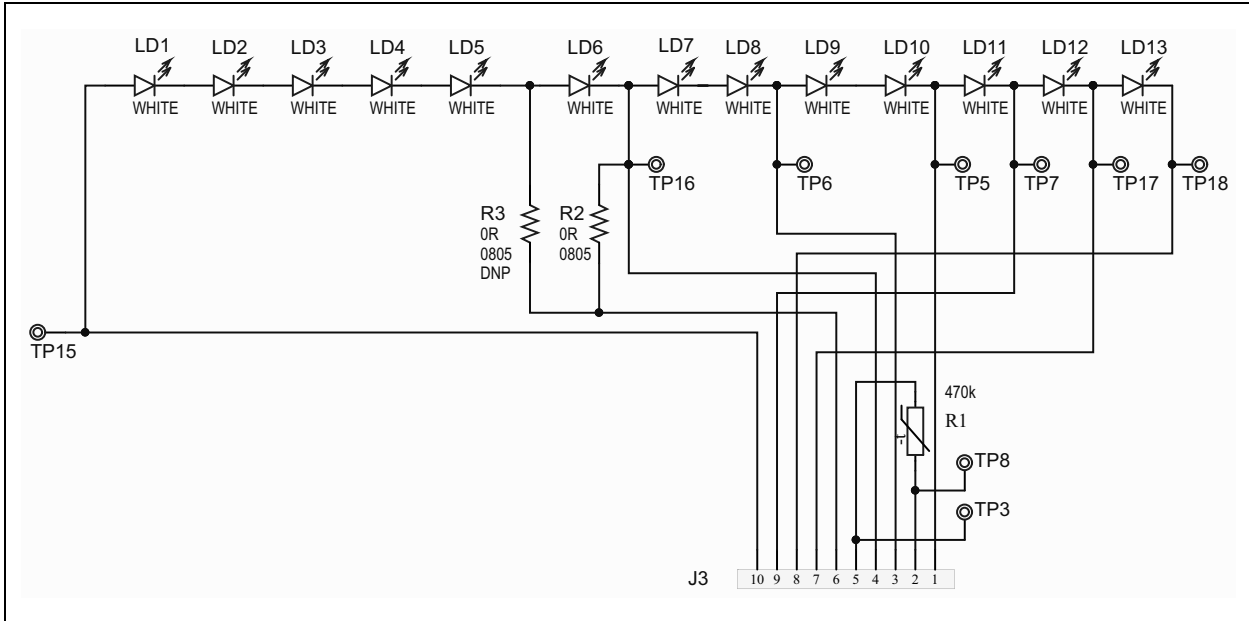 LD1 LD2 LD3 LD4 LD5 LD6 LD7 LD8 LD9 LD10 LD11 LD12 LD13
WHITE WHITE WHITE WHITE WHITE WHITE WHITE WHITE WHITE WHITE WHITE WHITE WHITE
TP16 TP6 TP5 TP7 TP17 TP18
R3 R2
0R 0R
0805 0805
DNP
TP15
470k
R1
-t
TP8
TP3
J3 10 9 8 7 6 5 4 3 2 1